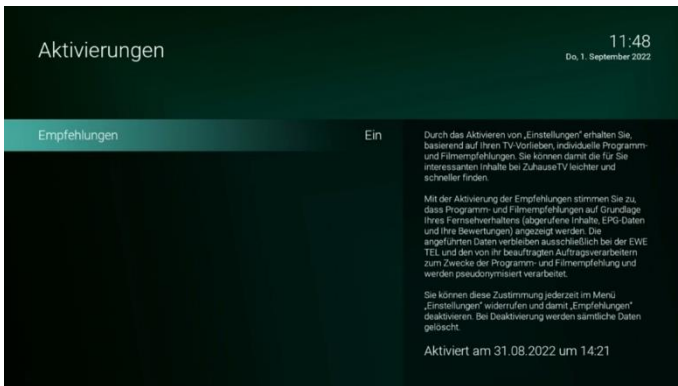 Aktivierungen
11:48
Do, 1. September 2022
Empfehlungen
Ein
Durch das Aktivieren von „Einstellungen" erhalten Sie,
basierend auf Ihren TV-Vorlieben, individuelle Programm-
und Filmempfehlungen. Sie können damit die für Sie
interessanten Inhalte bei ZuhauseTV leichter und
schneller finden.
Mit der Aktivierung der Empfehlungen stimmen Sie zu,
dass Programm- und Filmempfehlungen auf Grundlage
Ihres Fernsehverhaltens (abgerufene Inhalte, EPG-Daten
und Ihre Bewertungen) angezeigt werden. Die
angeführten Daten verbleiben ausschließlich bei der EWE
TEL und den von ihr beauftragten Auftragsverarbeitern
zum Zwecke der Programm- und Filmempfehlung und
werden pseudonymisiert verarbeitet.
Sie können diese Zustimmung jederzeit im Menü
„Einstellungen" widerrufen und damit „Empfehlungen"
deaktivieren. Bei Deaktivierung werden sämtliche Daten
gelöscht.
Aktiviert am 31.08.2022 um 14:21